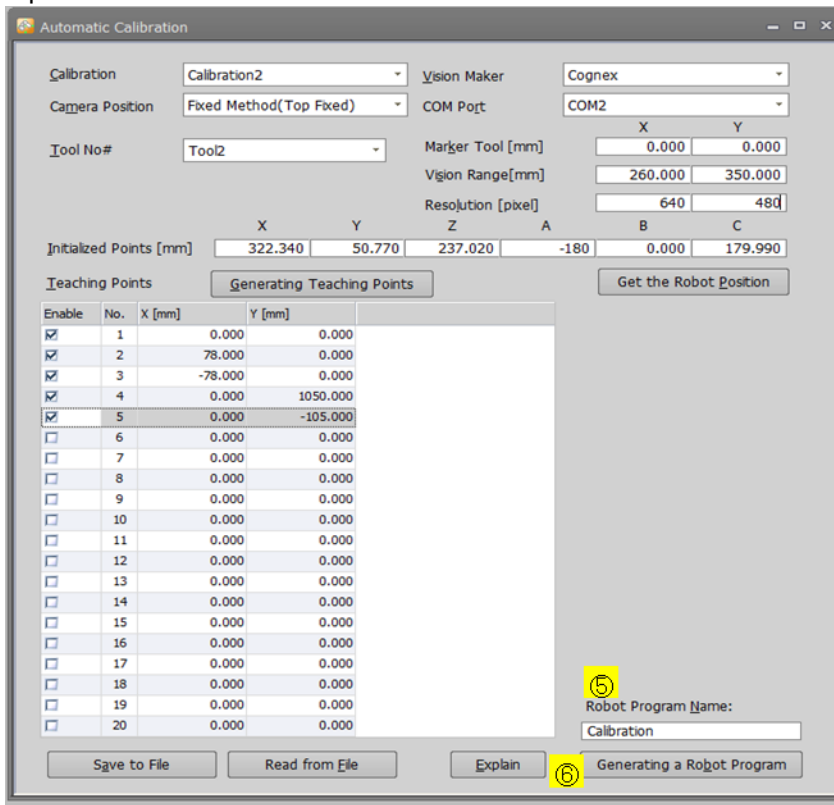 Automatic Calibration
Calibration Calibration2 Vision Maker Cognex
Camera Position Fixed Method(Top Fixed) COM Port COM2
X Y
Tool No# Tool2 Marker Tool [mm] 0.000 0.000
Vision Range[mm] 260.000 350.000
Resolution [pixel] 640 480
X Y Z A B C
Initialized Points [mm] 322.340 50.770 237.020 -180 0.000 179.990
Teaching Points Generating Teaching Points Get the Robot Position
Enable No. X [mm] Y [mm]
1 0.000 0.000
2 78.000 0.000
3 -78.000 0.000
4 0.000 1050.000
5 0.000 -105.000
6 0.000 0.000
7 0.000 0.000
8 0.000 0.000
9 0.000 0.000
10 0.000 0.000
11 0.000 0.000
12 0.000 0.000
13 0.000 0.000
14 0.000 0.000
15 0.000 0.000
16 0.000 0.000
17 0.000 0.000
18 0.000 0.000
19 0.000 0.000
20 0.000 0.000
⑤
Robot Program Name:
Calibration
Save to File Read from File Explain ⑥ Generating a Robot Program